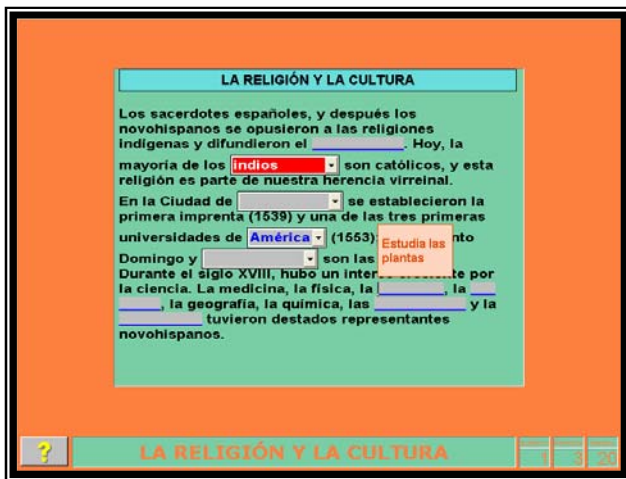 LA RELIGIÓN Y LA CULTURA
Los sacerdotes españoles, y después los
novohispanos se opusieron a las religiones
indígenas y difundieron el . Hoy, la
mayoría de los indios son católicos, y esta
religión es parte de nuestra herencia virreinal.
En la Ciudad de se establecieron la
primera imprenta (1539) y una de las tres primeras
universidades de América (1553); nto
Domingo y son las
Estudia las
plantas
Durante el siglo XVIII, hubo un por
la ciencia. La medicina, la física, la , la
, la geografía, la química, las y la
tuvieron destados representantes
novohispanos.
? LA RELIGIÓN Y LA CULTURA 1 3 20